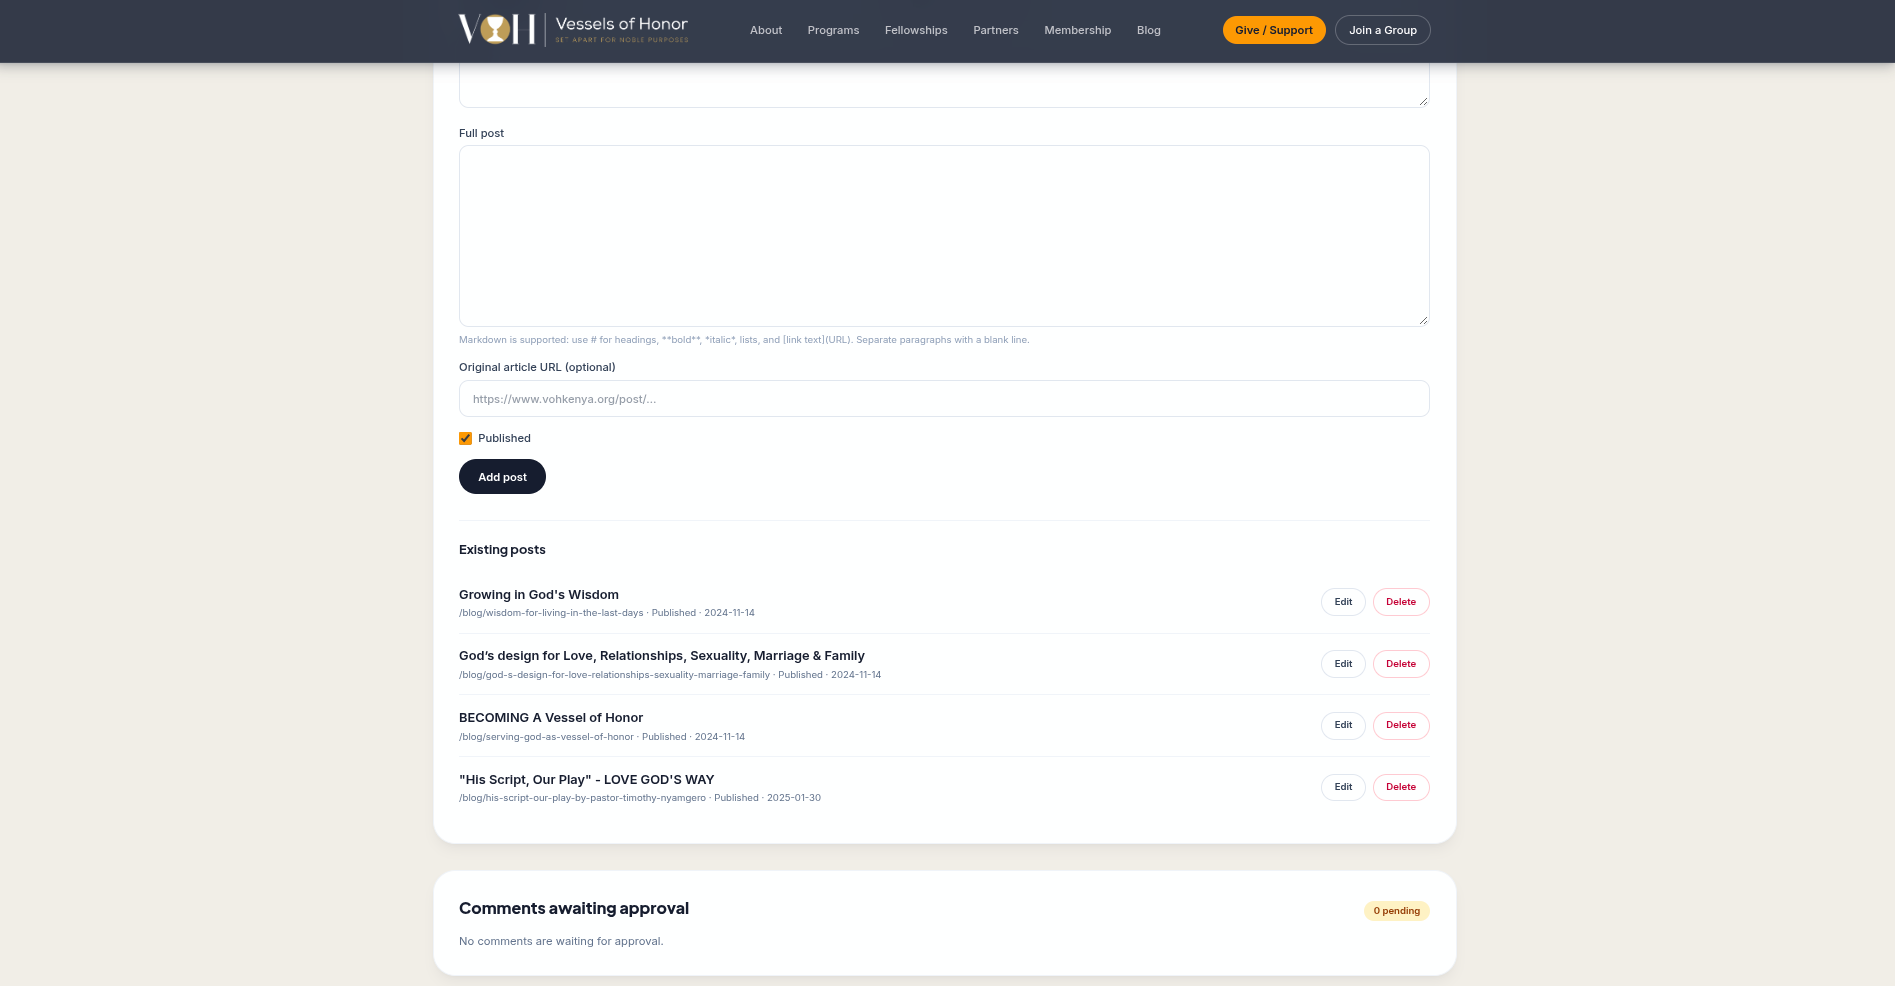 VOH
Vessels of Honor
SET APART FOR NOBLE PURPOSES
About
Programs
Fellowships
Partners
Membership
Blog
Give / Support
Join a Group
Full post
Markdown is supported: use # for headings, **bold**, *italic*, lists, and [link text](URL). Separate paragraphs with a blank line.
Original article URL (optional)
https://www.vohkenya.org/post/...
Published
Add post
Existing posts
Growing in God's Wisdom
/blog/wisdom-for-living-in-the-last-days · Published · 2024-11-14
Edit
Delete
God’s design for Love, Relationships, Sexuality, Marriage & Family
/blog/god-s-design-for-love-relationships-sexuality-marriage-family · Published · 2024-11-14
Edit
Delete
BECOMING A Vessel of Honor
/blog/serving-god-as-vessel-of-honor · Published · 2024-11-14
Edit
Delete
"His Script, Our Play" - LOVE GOD'S WAY
/blog/his-script-our-play-by-pastor-timothy-nyamgero · Published · 2025-01-30
Edit
Delete
Comments awaiting approval
0 pending
No comments are waiting for approval.